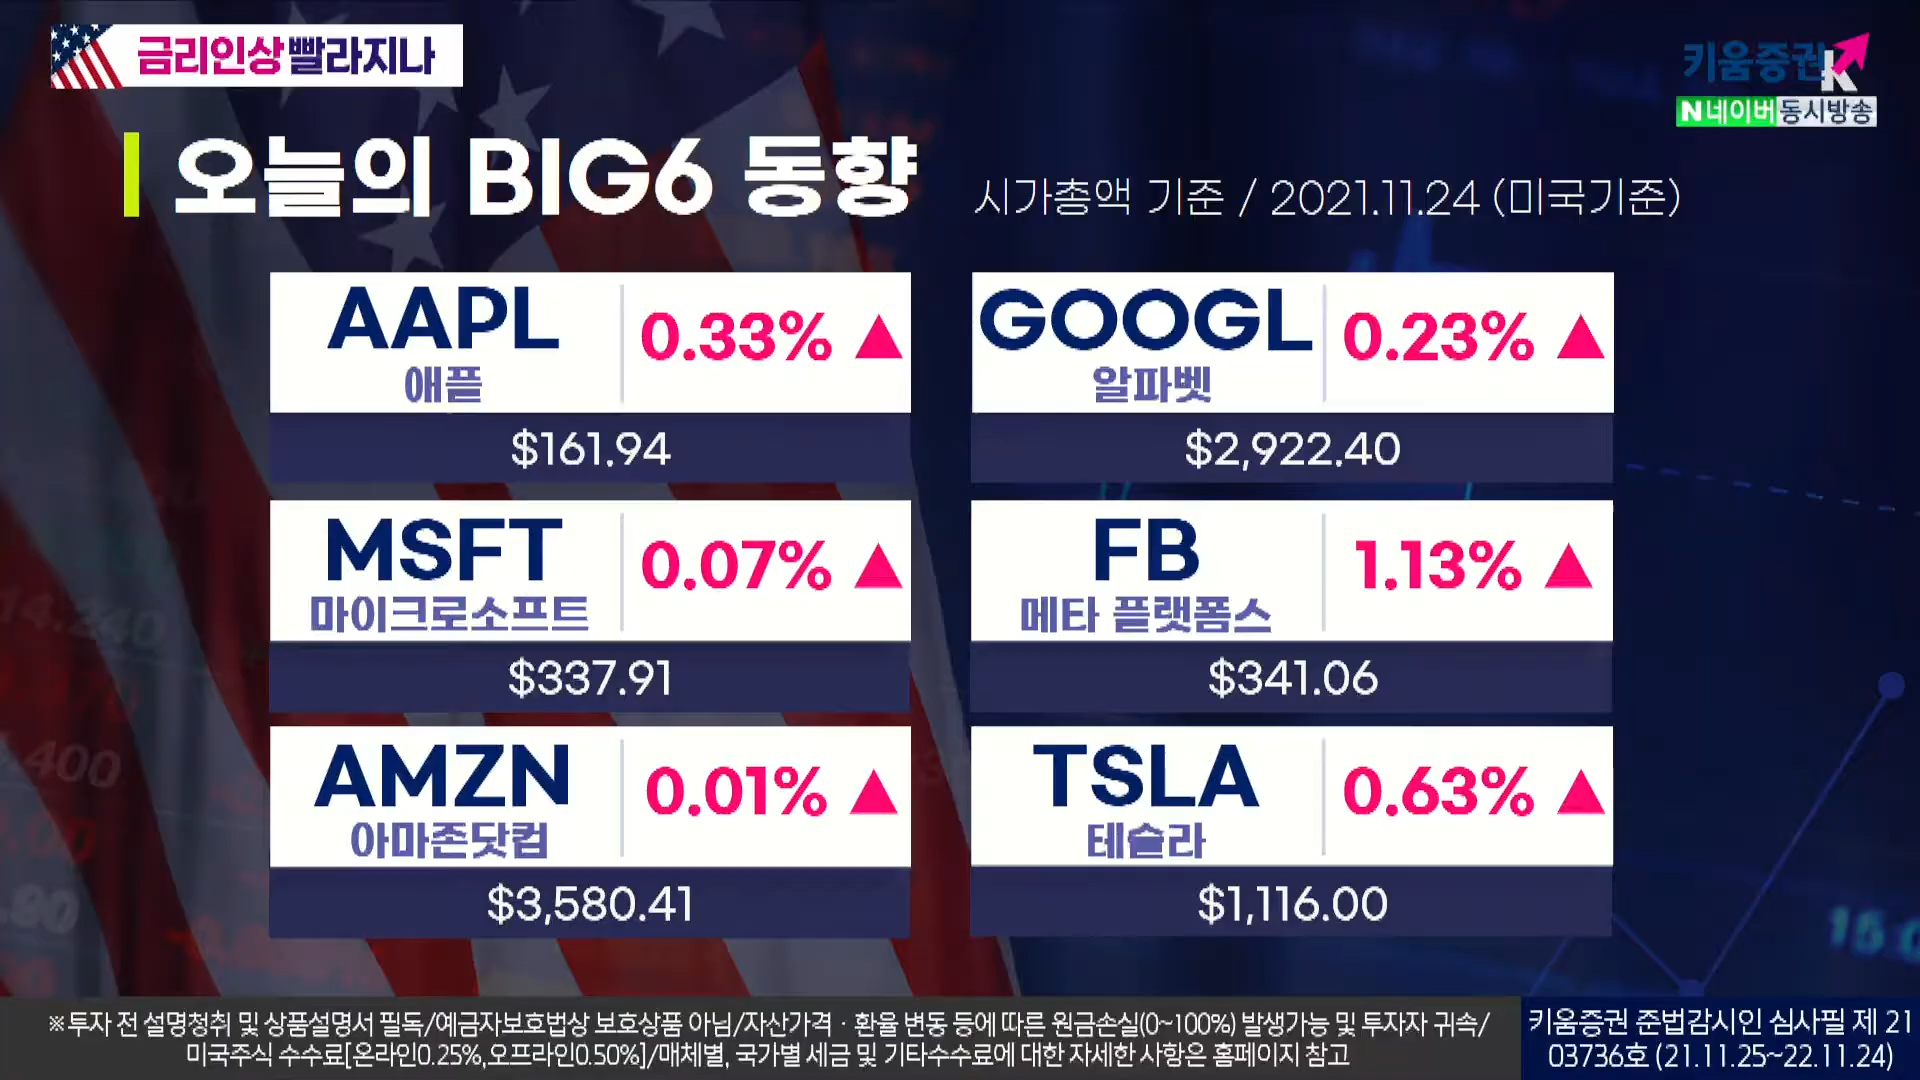 금리인상 빨라지나
키움증권
N 네이버 동시방송
오늘의 BIG6 동향
시가총액 기준 / 2021.11.24 (미국기준)
AAPL
애플
0.33% ▲
$161.94
GOOGL
알파벳
0.23% ▲
$2,922.40
MSFT
마이크로소프트
0.07% ▲
$337.91
FB
메타 플랫폼스
1.13% ▲
$341.06
AMZN
아마존닷컴
0.01% ▲
$3,580.41
TSLA
테슬라
0.63% ▲
$1,116.00
※투자 전 설명청취 및 상품설명서 필독/예금자보호법상 보호상품 아님/자산가격 · 환율 변동 등에 따른 원금손실(0~100%) 발생가능 및 투자자 귀속/
미국주식 수수료[온라인0.25%,오프라인0.50%]/매체별, 국가별 세금 및 기타수수료에 대한 자세한 사항은 홈페이지 참고
키움증권 준법감시인 심사필 제 21
03736호 (21.11.25~22.11.24)